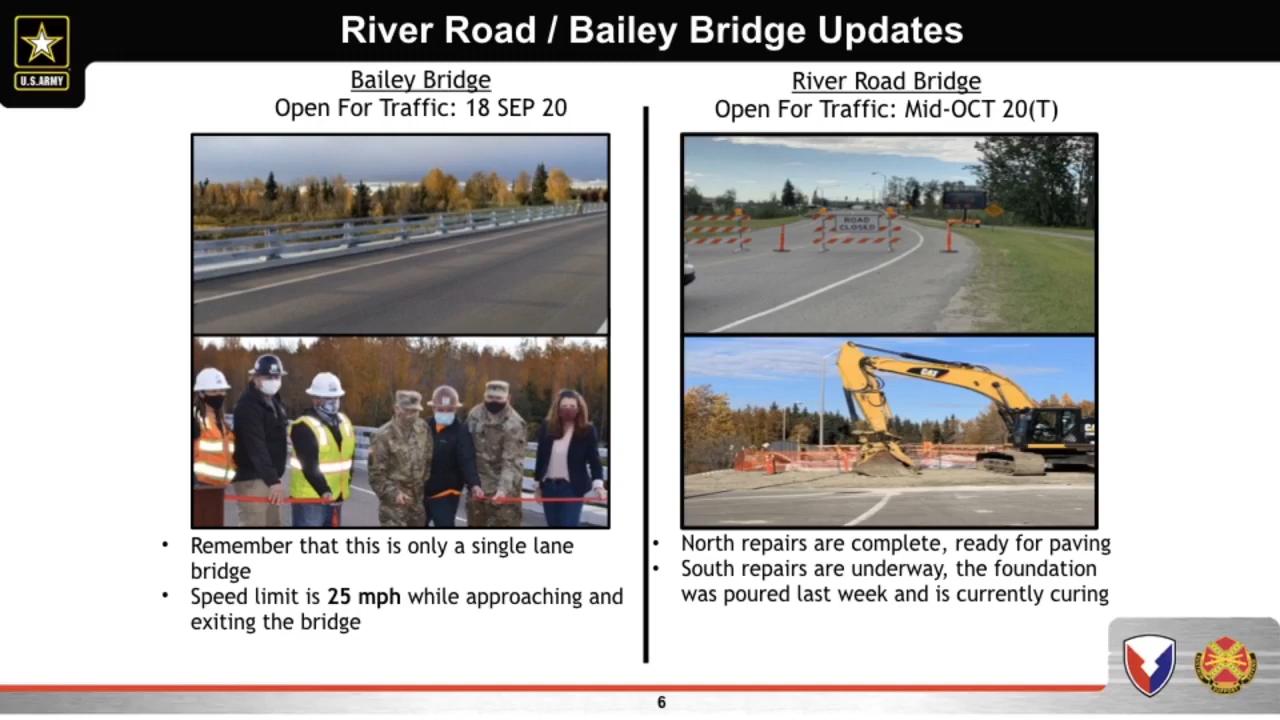 River Road / Bailey Bridge Updates
U.S.ARMY
Bailey Bridge
Open For Traffic: 18 SEP 20
• Remember that this is only a single lane
bridge
• Speed limit is 25 mph while approaching and
exiting the bridge
River Road Bridge
Open For Traffic: Mid-OCT 20(T)
ROAD
CLOSED
CAT
• North repairs are complete, ready for paving
• South repairs are underway, the foundation
was poured last week and is currently curing
6